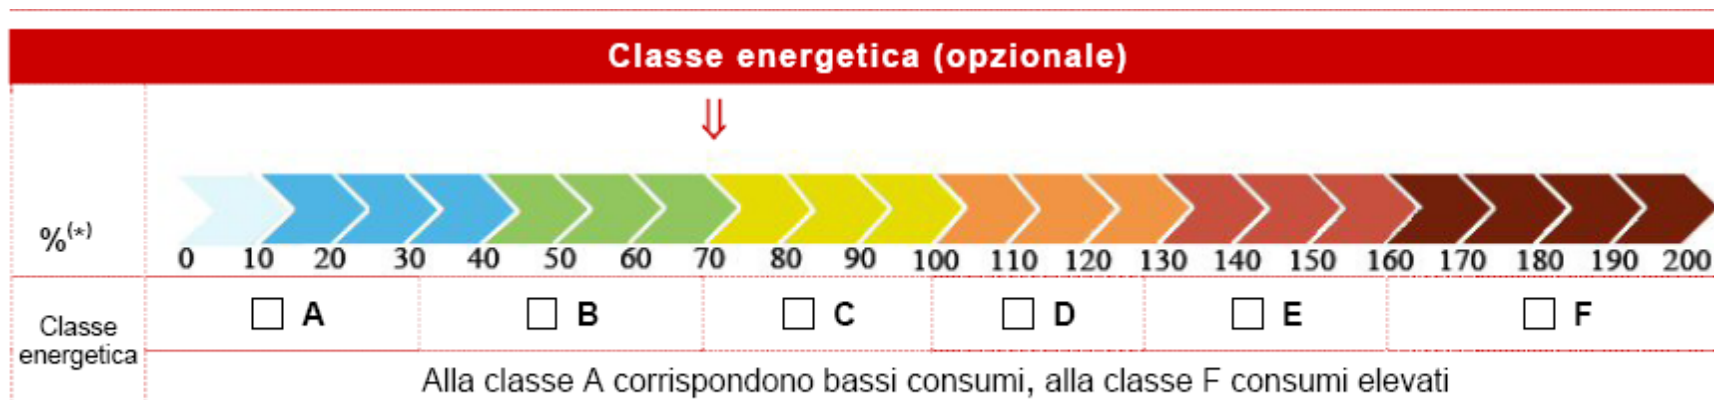 Classe energetica (opzionale)
⇓
%(*)
0 10 20 30 40 50 60 70 80 90 100 110 120 130 140 150 160 170 180 190 200
Classe energetica
☐ A ☐ B ☐ C ☐ D ☐ E ☐ F
Alla classe A corrispondono bassi consumi, alla classe F consumi elevati